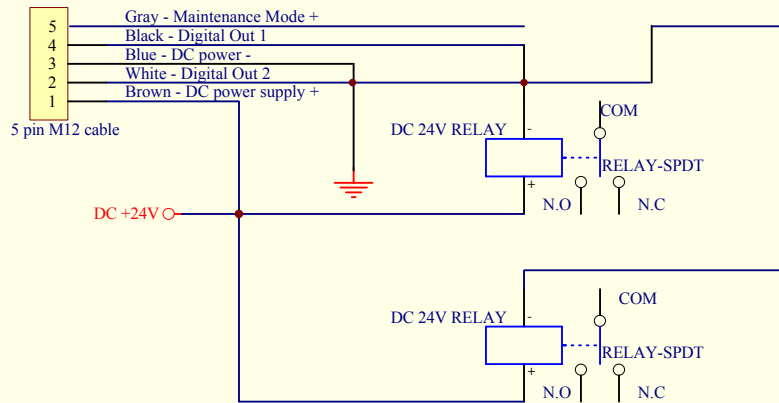 5 Gray - Maintenance Mode +
4 Black - Digital Out 1
3 Blue - DC power -
2 White - Digital Out 2
1 Brown - DC power supply +
5 pin M12 cable
DC 24V RELAY - COM
RELAY-SPDT
+
N.O N.C
DC +24V
DC 24V RELAY - COM
RELAY-SPDT
+
N.O N.C